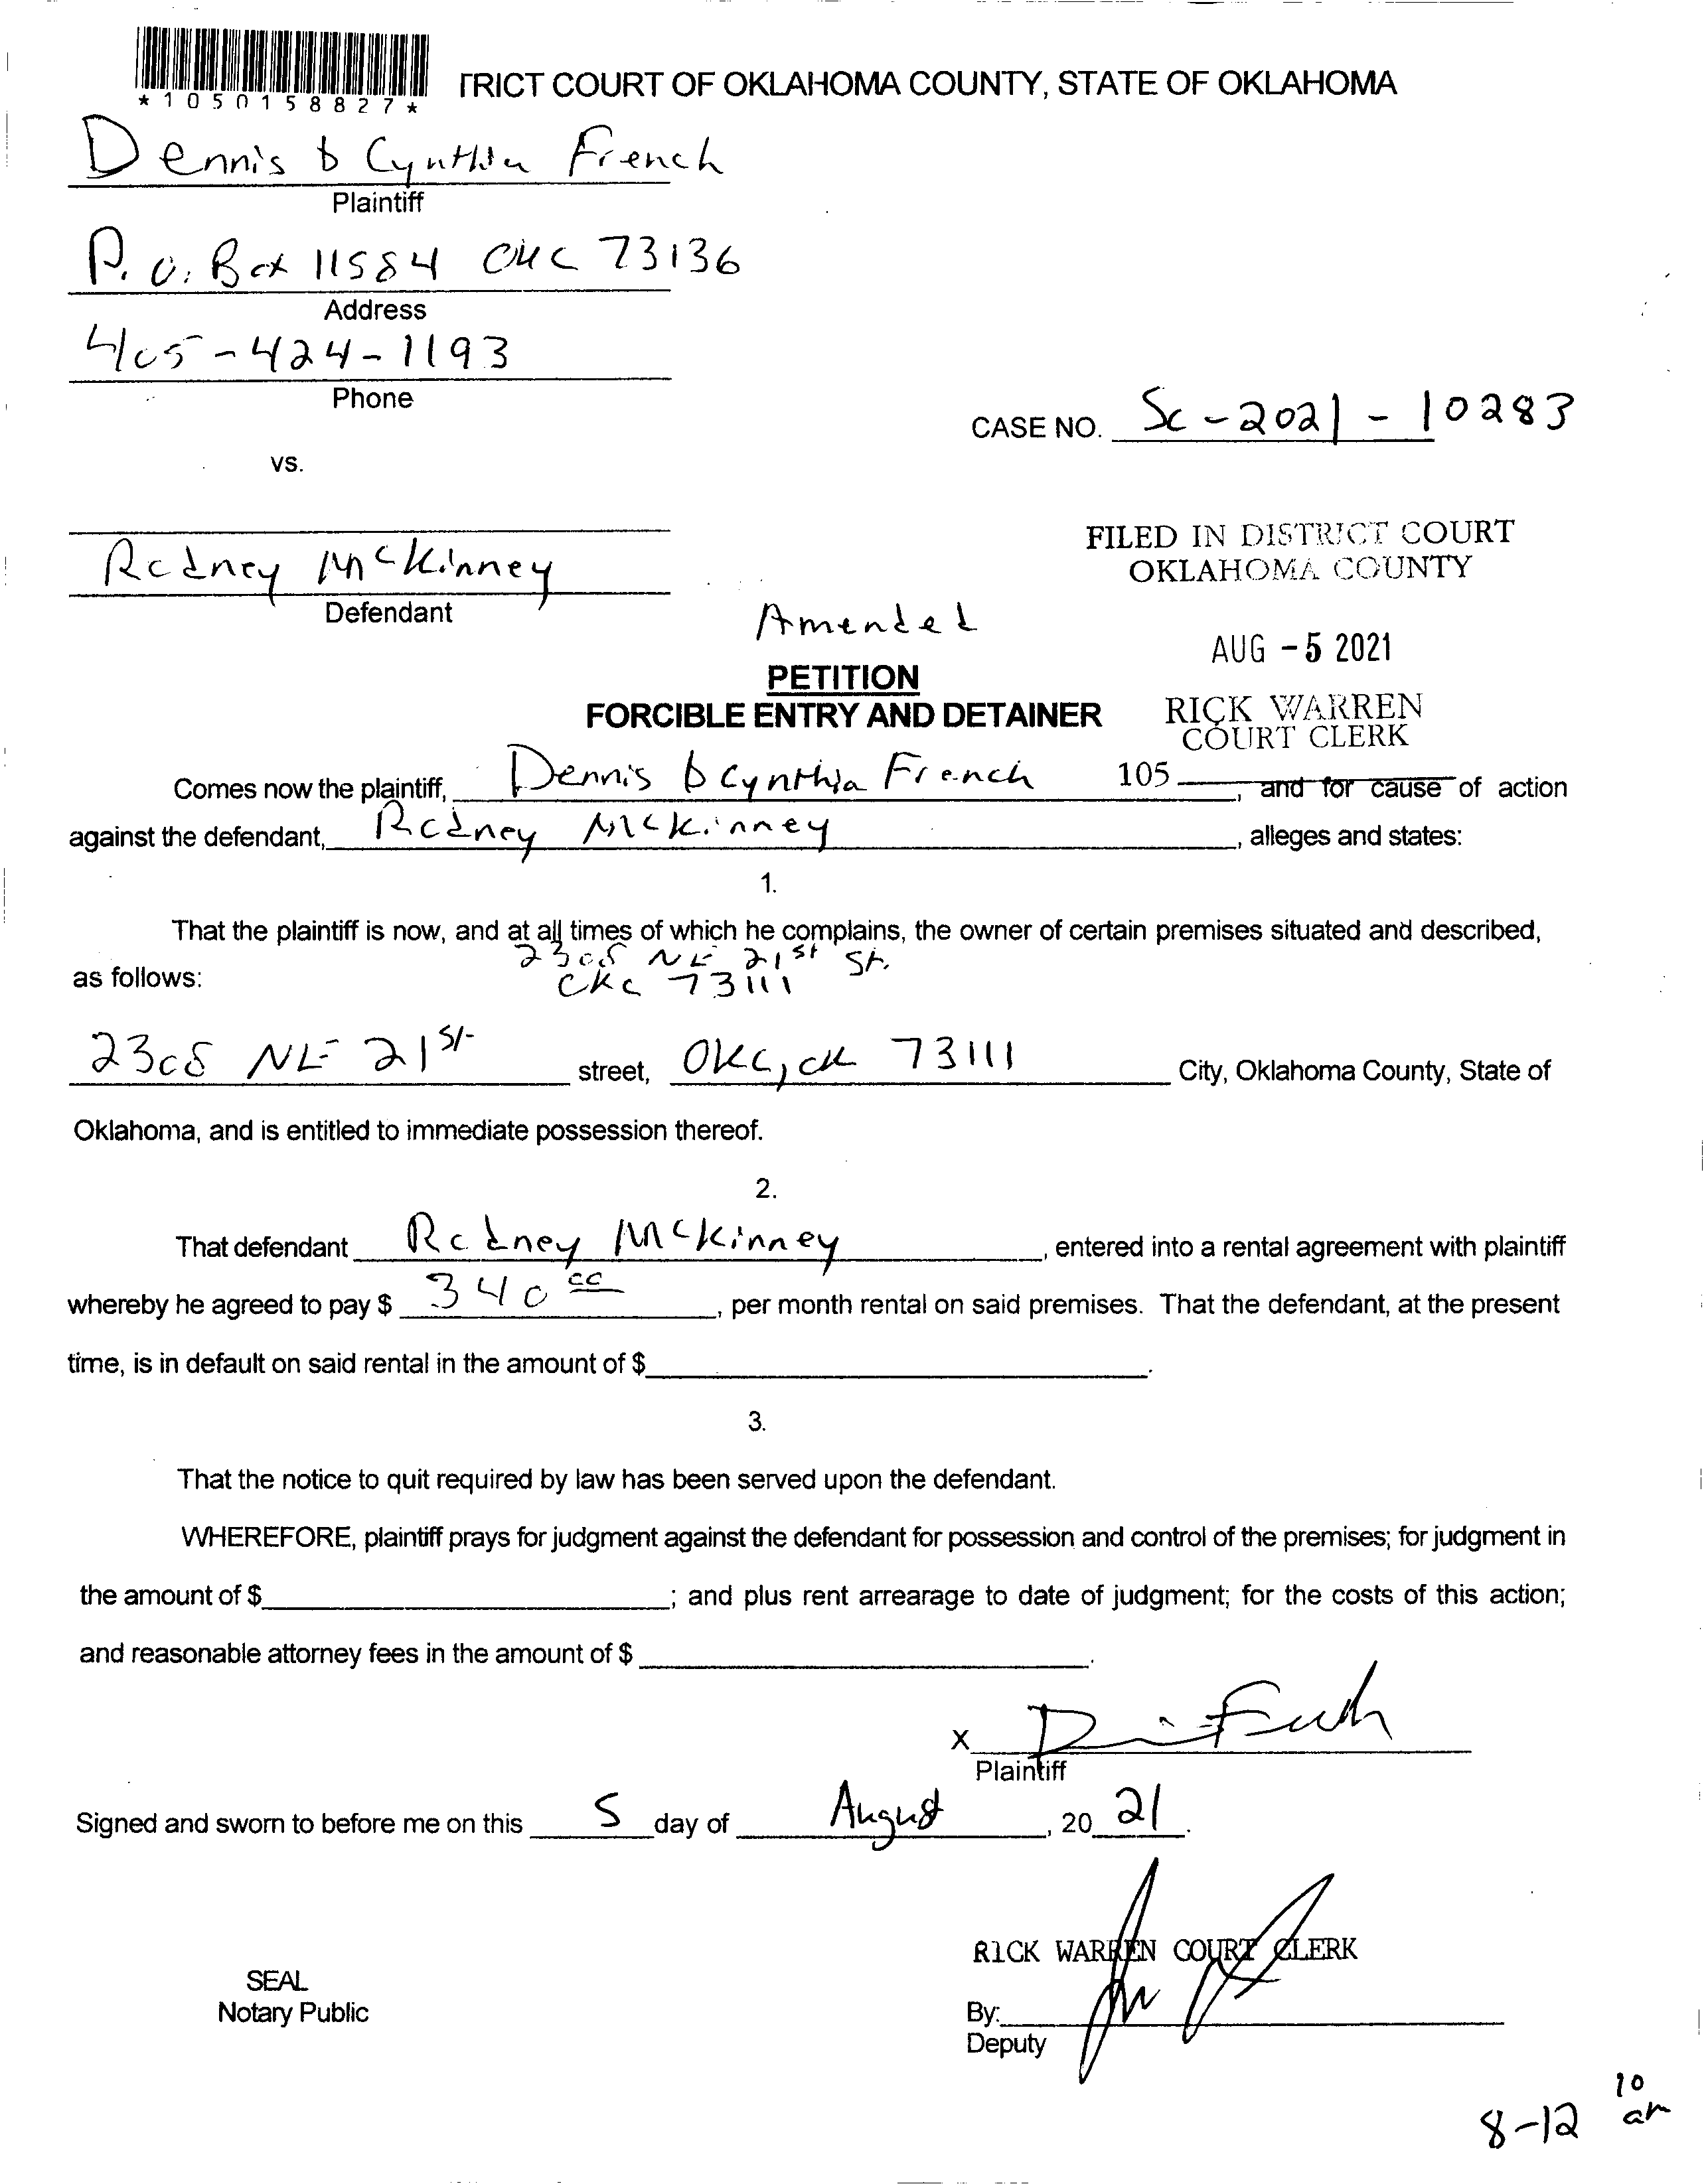 *1050158827*
TRICT COURT OF OKLAHOMA COUNTY, STATE OF OKLAHOMA
Dennis & Cynthia French
Plaintiff
P.O. Box 11584 OKC 73136
Address
405-424-1193
Phone
CASE NO. SC-2021-10283
vs.
Rodney McKinney
Defendant
FILED IN DISTRICT COURT
OKLAHOMA COUNTY
AUG -5 2021
RICK WARREN
COURT CLERK
105
Amended
PETITION
FORCIBLE ENTRY AND DETAINER
Comes now the plaintiff, Dennis & Cynthia French, and for cause of action
against the defendant, Rodney McKinney, alleges and states:
1.
That the plaintiff is now, and at all times of which he complains, the owner of certain premises situated and described,
as follows: 2308 NE 21st St.
OKC 73111
2308 NE 21st street, OKC, OK 73111 City, Oklahoma County, State of
Oklahoma, and is entitled to immediate possession thereof.
2.
That defendant Rodney McKinney, entered into a rental agreement with plaintiff
whereby he agreed to pay $ 340 00, per month rental on said premises. That the defendant, at the present
time, is in default on said rental in the amount of $ .
3.
That the notice to quit required by law has been served upon the defendant.
WHEREFORE, plaintiff prays for judgment against the defendant for possession and control of the premises; for judgment in
the amount of $ ; and plus rent arrearage to date of judgment; for the costs of this action;
and reasonable attorney fees in the amount of $ .
X
Plaintiff
Signed and sworn to before me on this 5 day of August, 20 21.
RICK WARREN COURT CLERK
SEAL
Notary Public
By:
Deputy
8-12 10 am